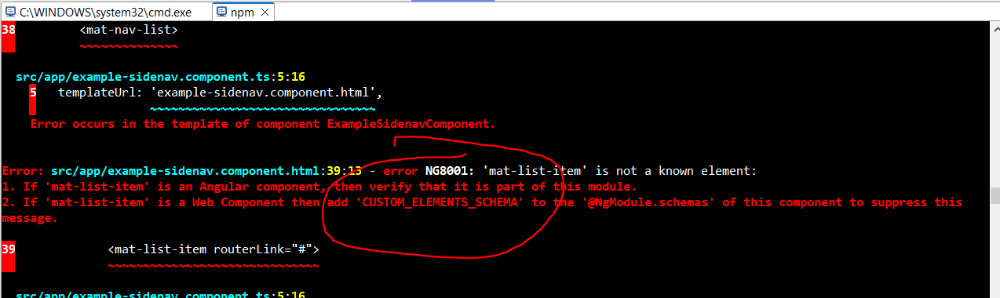 C:\WINDOWS\system32\cmd.exe npm
38 <mat-nav-list>
~~~~~~~~~~~~~~
src/app/example-sidenav.component.ts:5:16
5 templateUrl: 'example-sidenav.component.html',
~~~~~~~~~~~~~~~~~~~~~~~~~~~~~~~~
Error occurs in the template of component ExampleSidenavComponent.
Error: src/app/example-sidenav.component.html:39:13 - error NG8001: 'mat-list-item' is not a known element:
1. If 'mat-list-item' is an Angular component, then verify that it is part of this module.
2. If 'mat-list-item' is a Web Component then add 'CUSTOM_ELEMENTS_SCHEMA' to the '@NgModule.schemas' of this component to suppress this
message.
39 <mat-list-item routerLink="#">
~~~~~~~~~~~~~~~~~~~~~~~~~~~~~~
src/app/example-sidenav.component.ts:5:16